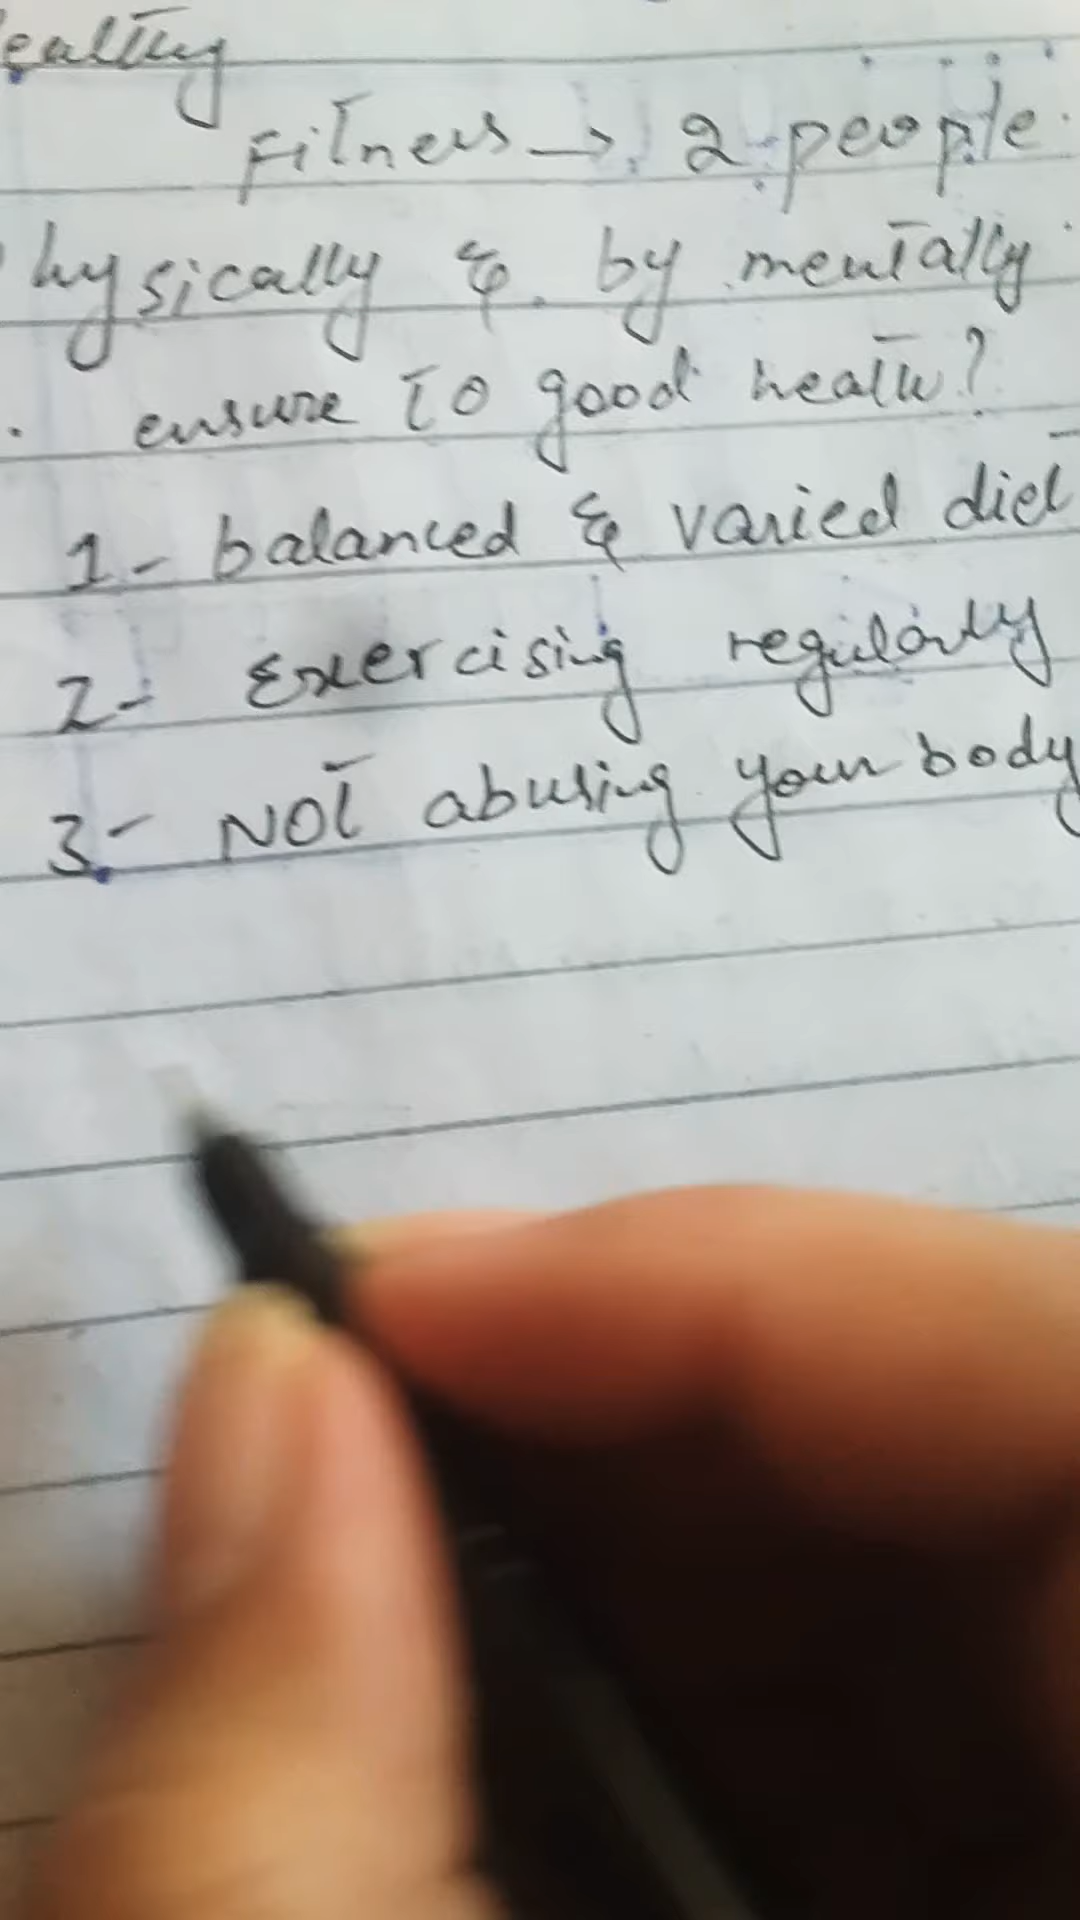 ealthy
Fitness → 2 people
hysically & by mentally
ensure to good health?
1- balanced & varied diet
2- Exercising regularly
3- NOT abusing your body